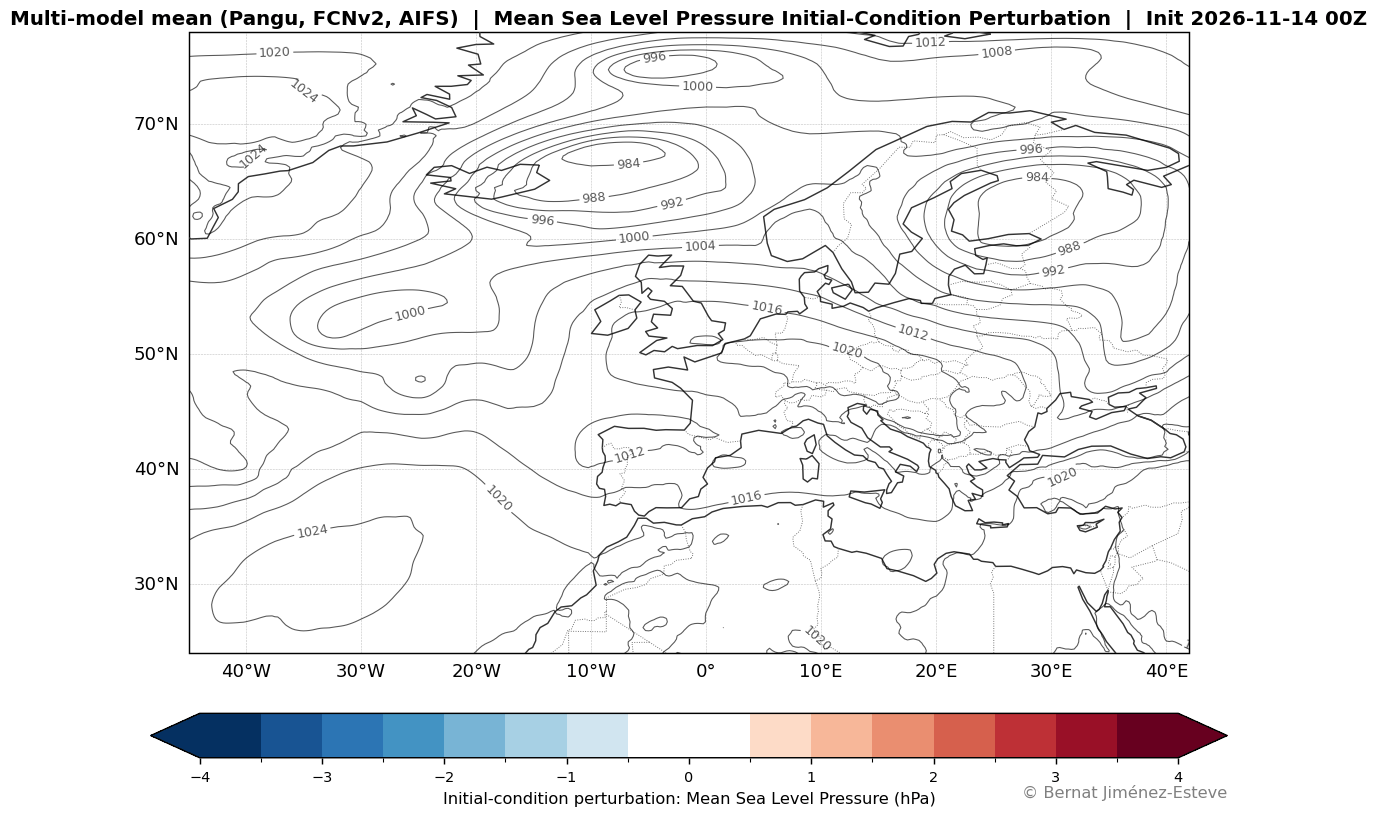 Multi-model mean (Pangu, FCNv2, AIFS) | Mean Sea Level Pressure Initial-Condition Perturbation | Init 2026-11-14 00Z
1020
996
1012
1008
1024
1000
70°N
1024
984
996
984
988
992
996
60°N
1000
1004
988
992
1000
1016
1012
50°N
1020
1012
40°N
1020
1016
1020
1024
30°N
1020
40°W 30°W 20°W 10°W 0° 10°E 20°E 30°E 40°E
−4 −3 −2 −1 0 1 2 3 4
Initial-condition perturbation: Mean Sea Level Pressure (hPa)
© Bernat Jiménez-Esteve